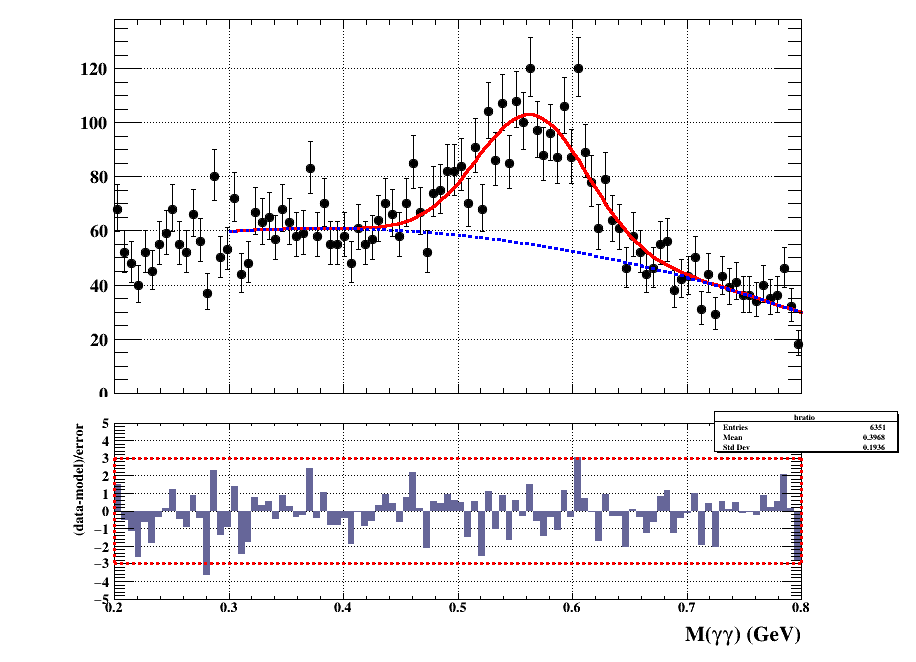 120
100
80
60
40
20
0
(data-model)/error
5
4
3
2
1
0
−1
−2
−3
−4
−5
hratio
Entries 6351
Mean 0.3968
Std Dev 0.1936
0.2 0.3 0.4 0.5 0.6 0.7 0.8
M(γγ) (GeV)